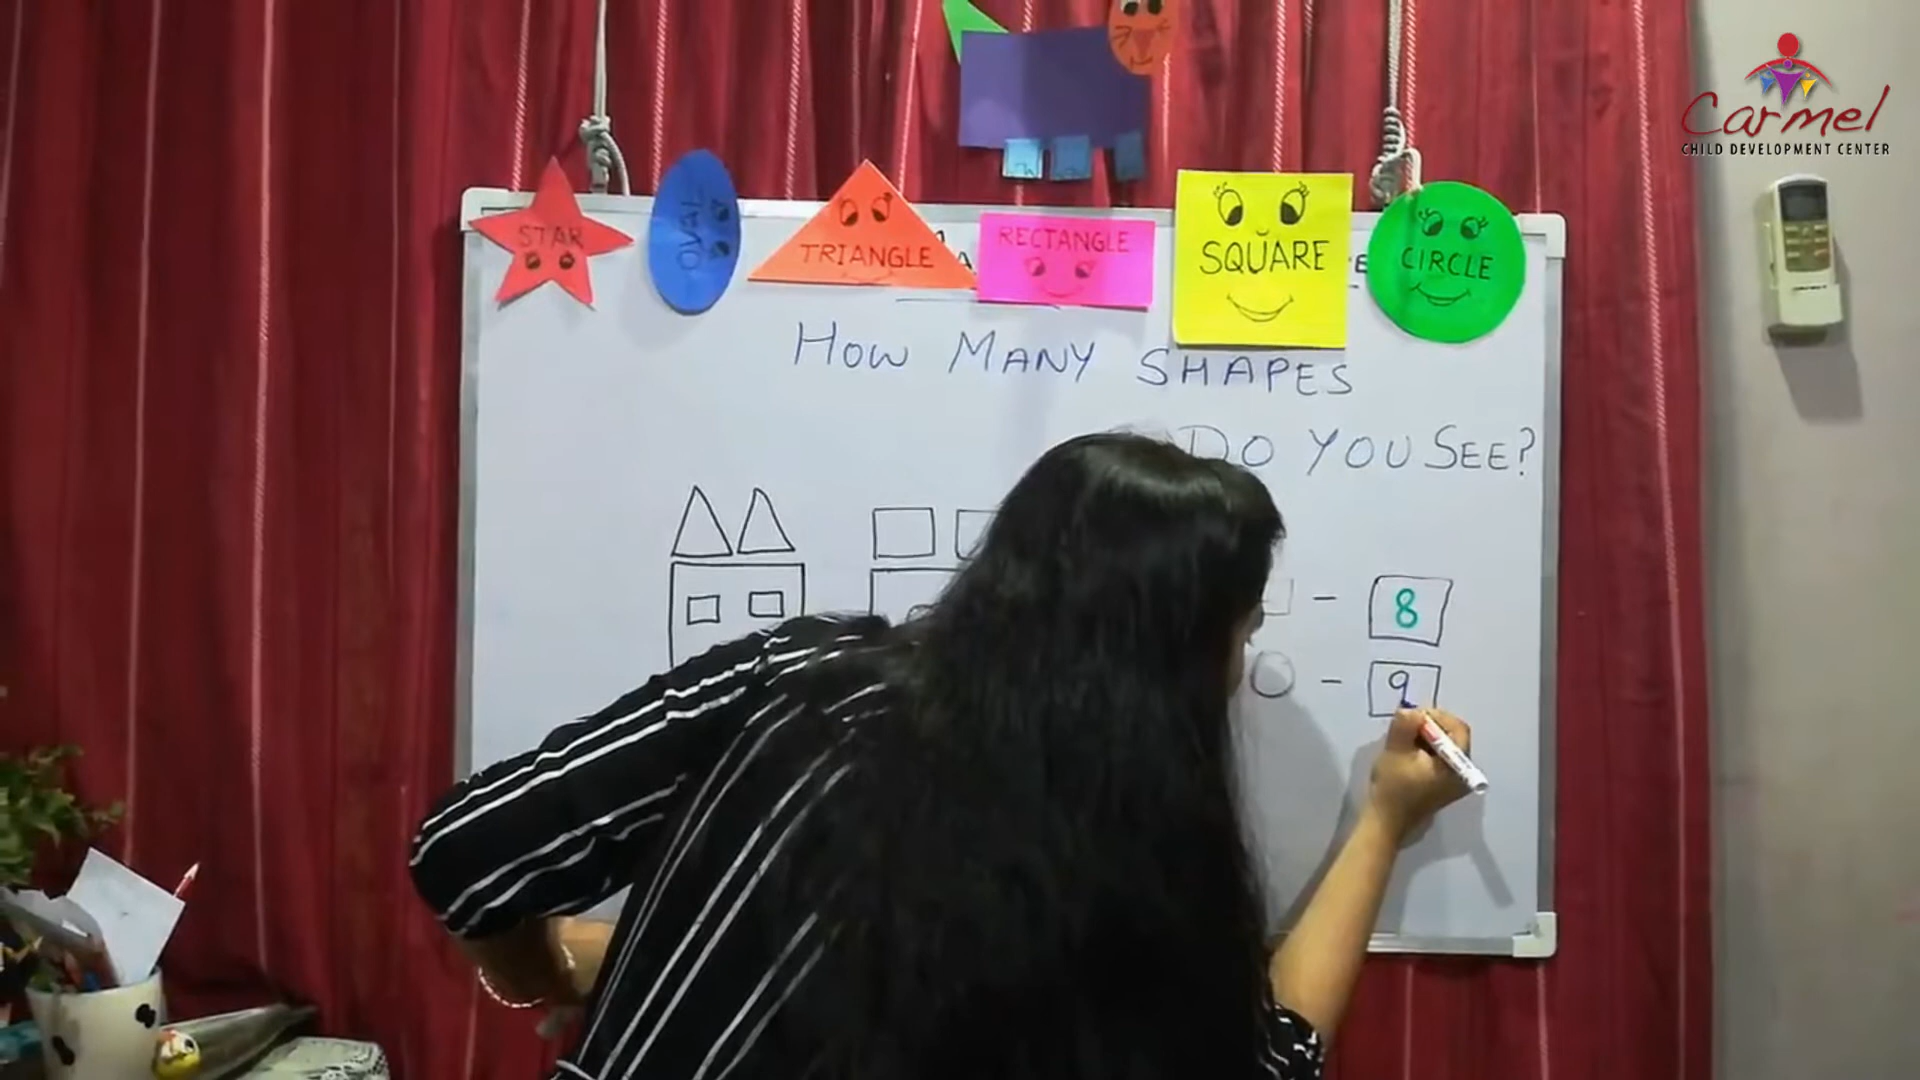 Carmel
CHILD DEVELOPMENT CENTER
STAR
OVAL
TRIANGLE
RECTANGLE
SQUARE
CIRCLE
HOW MANY SHAPES
DO YOU SEE?
- 8
- 9